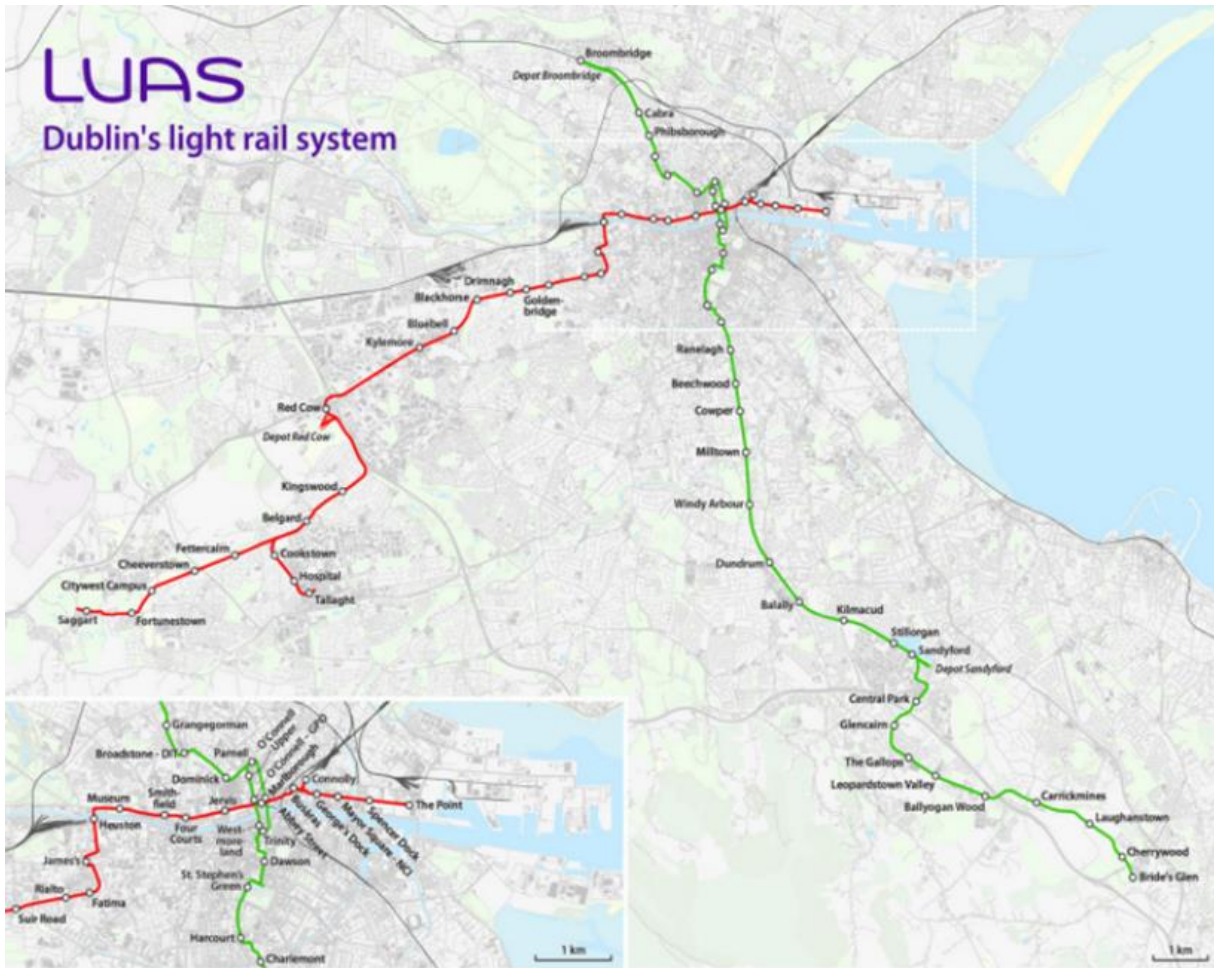 LUAS
Dublin's light rail system
Broombridge
Depot Broombridge
Cabra
Phibsborough
Drimnagh
Blackhorse
Golden-
bridge
Bluebell
Kylemore
Ranelagh
Beechwood
Red Cow
Cowper
Depot Red Cow
Milltown
Kingswood
Windy Arbour
Belgard
Fettercairn
Cookstown
Cheeverstown
Dundrum
Hospital
Citywest Campus
Tallaght
Balally
Kilmacud
Saggart
Fortunestown
Stillorgan
Sandyford
Depot Sandyford
Central Park
Glencairn
The Gallops
Leopardstown Valley
Ballyogan Wood
Carrickmines
Laughanstown
Cherrywood
Bride's Glen
1 km
Grangegorman
O'Connell
Upper
O'Connell - GPO
Marlborough
Broadstone - DIT
Parnell
Dominick
Connolly
Museum
Smith-
field
Jervis
The Point
Heuston
Four
Courts
West-
more-
land
Trinity
Abbey Street
Busáras
George's Dock
Mayor Square - NCI
Spencer Dock
James's
Dawson
St. Stephen's
Green
Rialto
Fatima
Suir Road
Harcourt
Charlemont
1 km